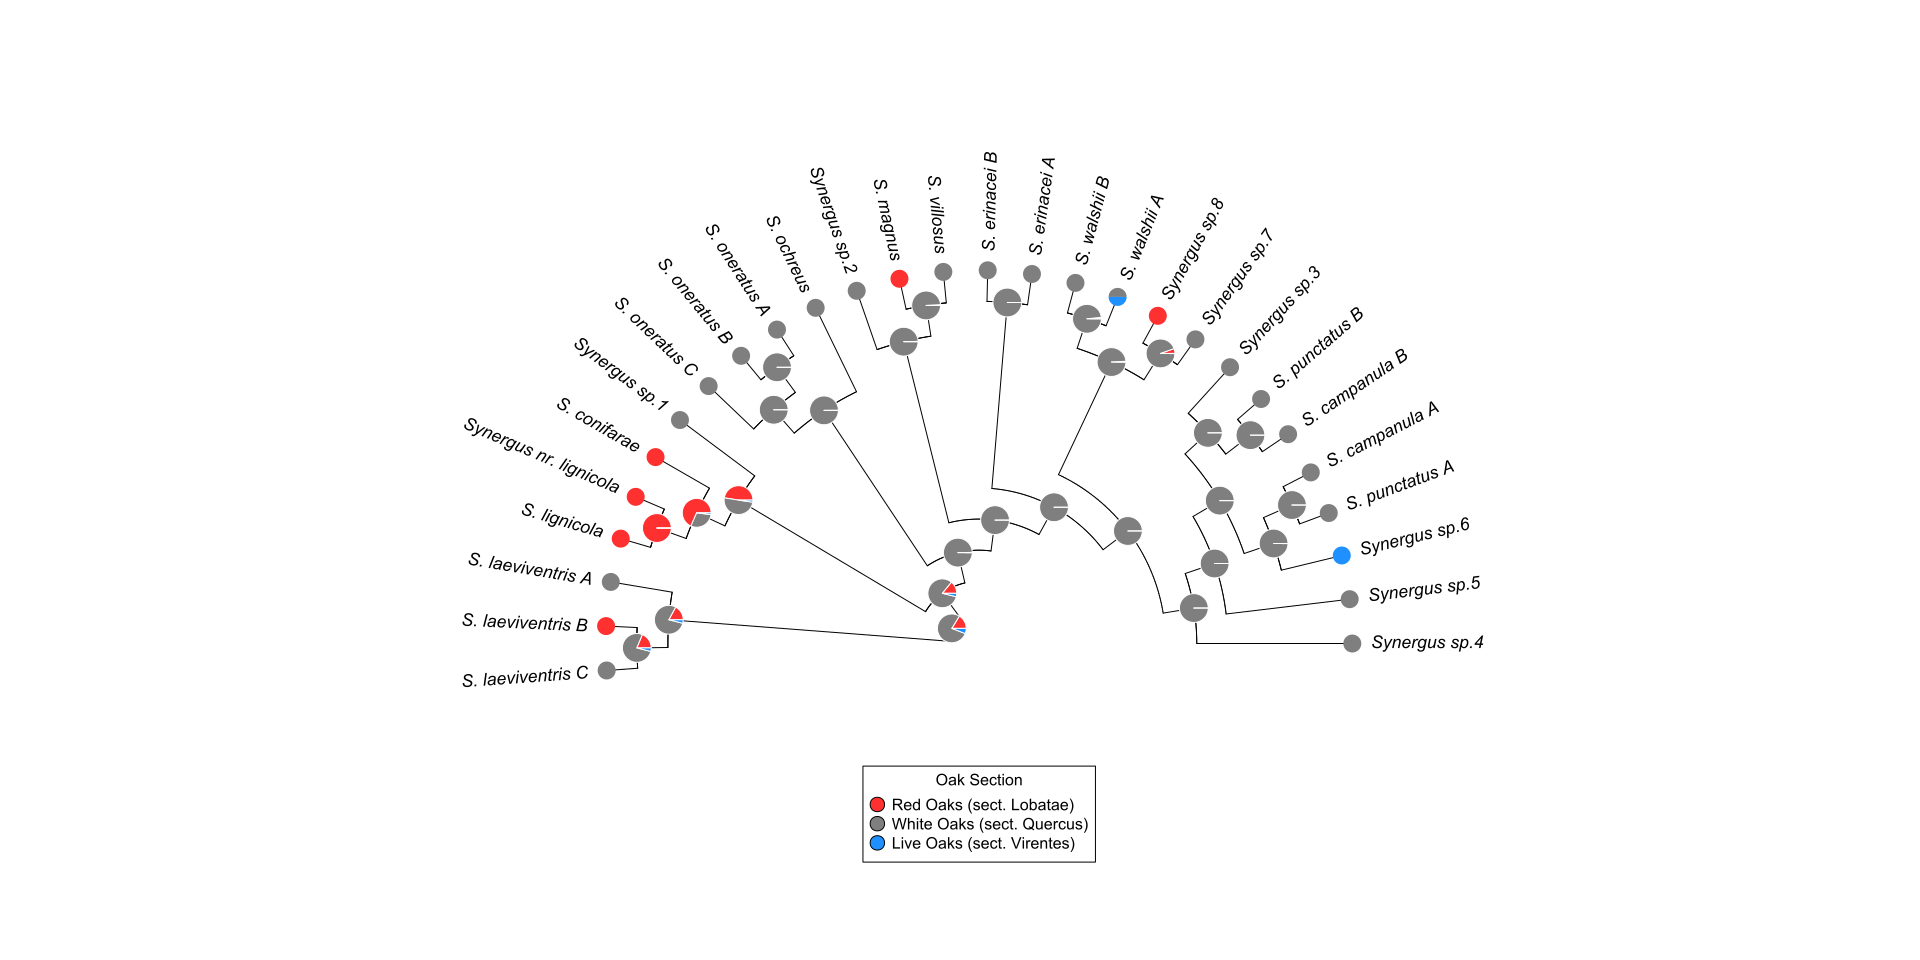 S. laeviventris C
S. laeviventris B
S. laeviventris A
S. lignicola
Synergus nr. lignicola
S. conifarae
Synergus sp.1
S. oneratus C
S. oneratus B
S. oneratus A
S. ochreus
Synergus sp.2
S. magnus
S. villosus
S. erinacei B
S. erinacei A
S. walshii B
S. walshii A
Synergus sp.8
Synergus sp.7
Synergus sp.3
S. punctatus B
S. campanula B
S. campanula A
S. punctatus A
Synergus sp.6
Synergus sp.5
Synergus sp.4
Oak Section
Red Oaks (sect. Lobatae)
White Oaks (sect. Quercus)
Live Oaks (sect. Virentes)